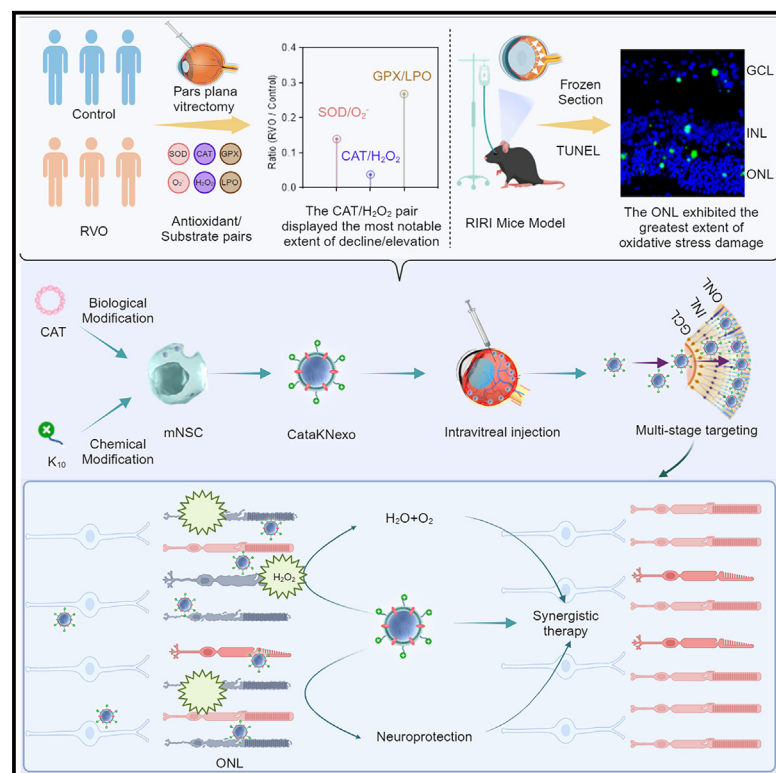 Control
RVO
Pars plana
vitrectomy
SOD
CAT
GPX
O₂⁻
H₂O₂
LPO
Antioxidant/
Substrate pairs
Ratio (RVO / Control)
0.4
0.3
0.2
0.1
0.0
SOD/O₂⁻
CAT/H₂O₂
GPX/LPO
The CAT/H₂O₂ pair
displayed the most notable
extent of decline/elevation
RIRI Mice Model
Frozen
Section
TUNEL
GCL
INL
ONL
The ONL exhibited the
greatest extent of
oxidative stress damage
CAT
Biological
Modification
K₁₀
Chemical
Modification
mNSC
CataKNexo
Intravitreal injection
GCL
INL
ONL
Multi-stage targeting
H₂O₂
ONL
H₂O+O₂
Neuroprotection
Synergistic
therapy